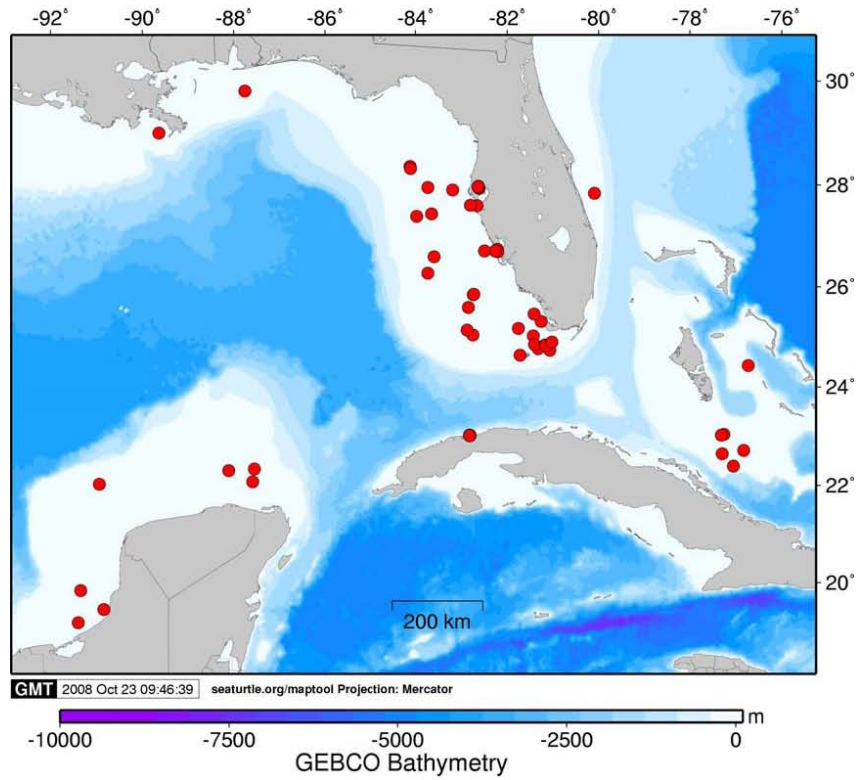 -92° -90° -88° -86° -84° -82° -80° -78° -76°
30°
28°
26°
24°
22°
20°
200 km
GMT 2008 Oct 23 09:46:39 seaturtle.org/maptool Projection: Mercator
m
-10000 -7500 -5000 -2500 0
GEBCO Bathymetry